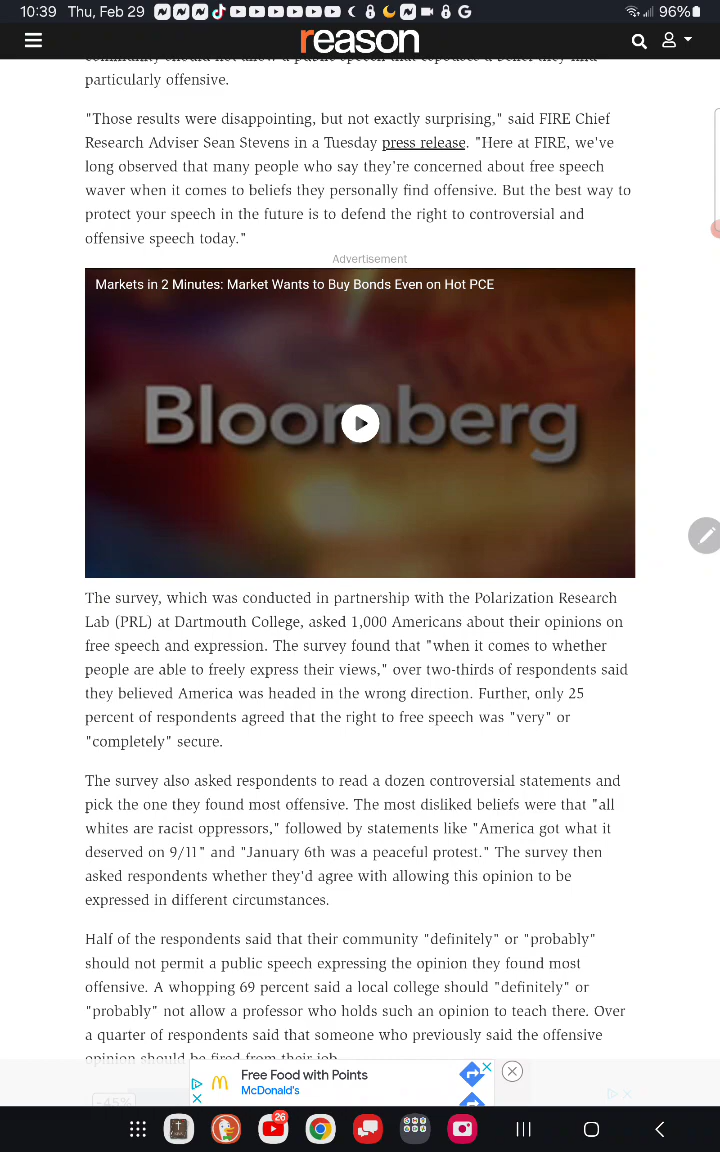 10:39 Thu, Feb 29
96%
reason
particularly offensive.
"Those results were disappointing, but not exactly surprising," said FIRE Chief
Research Adviser Sean Stevens in a Tuesday press release. "Here at FIRE, we've
long observed that many people who say they're concerned about free speech
waver when it comes to beliefs they personally find offensive. But the best way to
protect your speech in the future is to defend the right to controversial and
offensive speech today."
Advertisement
Markets in 2 Minutes: Market Wants to Buy Bonds Even on Hot PCE
Bloomberg
The survey, which was conducted in partnership with the Polarization Research
Lab (PRL) at Dartmouth College, asked 1,000 Americans about their opinions on
free speech and expression. The survey found that "when it comes to whether
people are able to freely express their views," over two-thirds of respondents said
they believed America was headed in the wrong direction. Further, only 25
percent of respondents agreed that the right to free speech was "very" or
"completely" secure.
The survey also asked respondents to read a dozen controversial statements and
pick the one they found most offensive. The most disliked beliefs were that "all
whites are racist oppressors," followed by statements like "America got what it
deserved on 9/11" and "January 6th was a peaceful protest." The survey then
asked respondents whether they'd agree with allowing this opinion to be
expressed in different circumstances.
Half of the respondents said that their community "definitely" or "probably"
should not permit a public speech expressing the opinion they found most
offensive. A whopping 69 percent said a local college should "definitely" or
"probably" not allow a professor who holds such an opinion to teach there. Over
a quarter of respondents said that someone who previously said the offensive
opinion should be fired from their job.
Free Food with Points
McDonald's
-45%
26